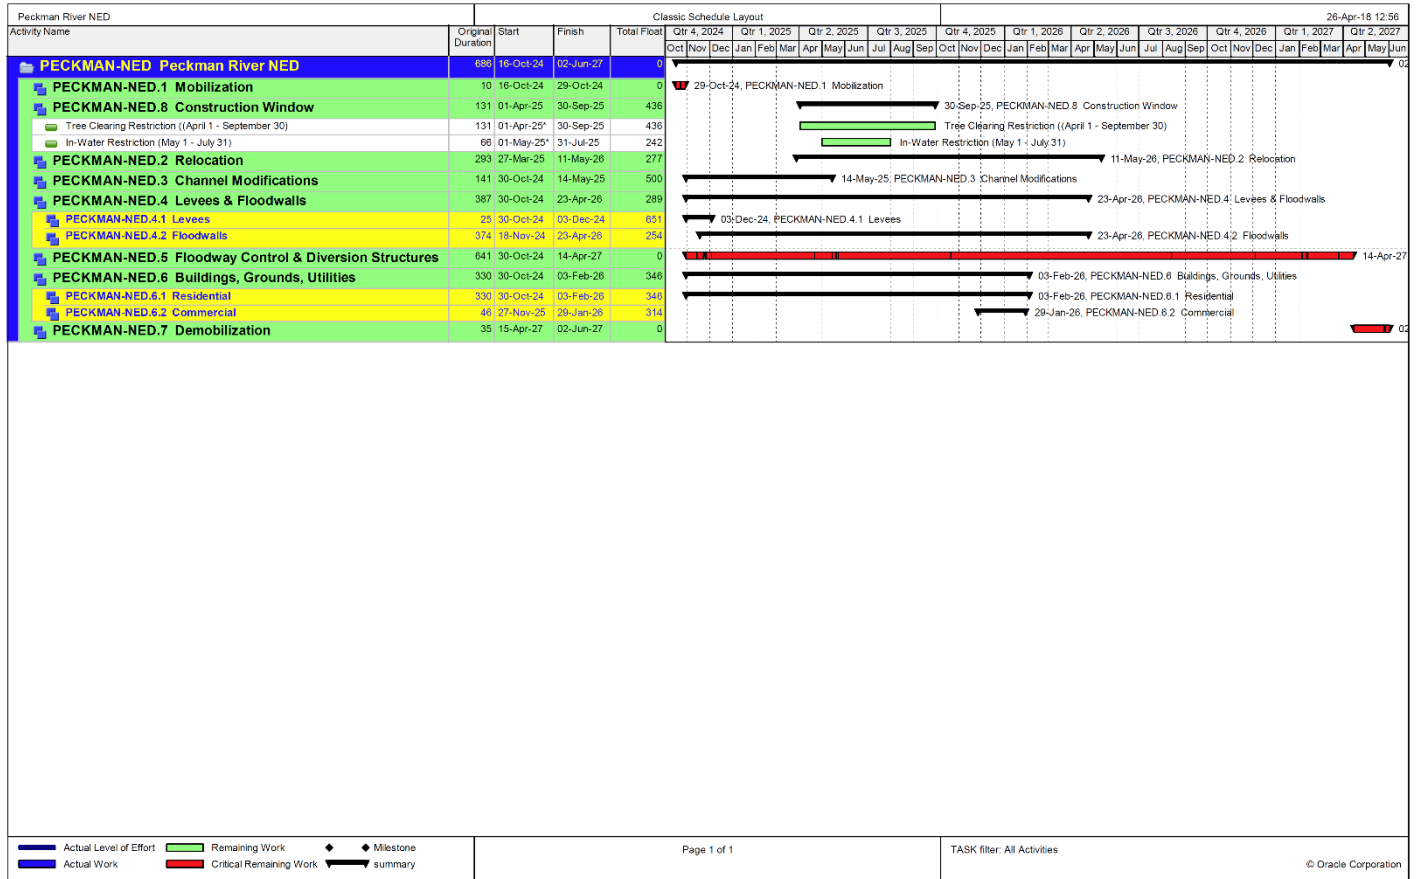 Peckman River NED
Classic Schedule Layout
26-Apr-18 12:56
Activity Name Original Duration Start Finish Total Float
Qtr 4, 2024 Qtr 1, 2025 Qtr 2, 2025 Qtr 3, 2025 Qtr 4, 2025 Qtr 1, 2026 Qtr 2, 2026 Qtr 3, 2026 Qtr 4, 2026 Qtr 1, 2027 Qtr 2, 2027
Oct Nov Dec Jan Feb Mar Apr May Jun Jul Aug Sep Oct Nov Dec Jan Feb Mar Apr May Jun Jul Aug Sep Oct Nov Dec Jan Feb Mar Apr May Jun
PECKMAN-NED Peckman River NED 686 16-Oct-24 02-Jun-27 0 02
PECKMAN-NED.1 Mobilization 10 16-Oct-24 29-Oct-24 0 29-Oct-24, PECKMAN-NED.1 Mobilization
PECKMAN-NED.8 Construction Window 131 01-Apr-25 30-Sep-25 436 30-Sep-25, PECKMAN-NED.8 Construction Window
Tree Clearing Restriction ((April 1 - September 30) 131 01-Apr-25* 30-Sep-25 436 Tree Clearing Restriction ((April 1 - September 30)
In-Water Restriction (May 1 - July 31) 66 01-May-25* 31-Jul-25 242 In-Water Restriction (May 1 - July 31)
PECKMAN-NED.2 Relocation 293 27-Mar-25 11-May-26 277 11-May-26, PECKMAN-NED.2 Relocation
PECKMAN-NED.3 Channel Modifications 141 30-Oct-24 14-May-25 500 14-May-25, PECKMAN-NED.3 Channel Modifications
PECKMAN-NED.4 Levees & Floodwalls 387 30-Oct-24 23-Apr-26 289 23-Apr-26, PECKMAN-NED.4 Levees & Floodwalls
PECKMAN-NED.4.1 Levees 25 30-Oct-24 03-Dec-24 651 03-Dec-24, PECKMAN-NED.4.1 Levees
PECKMAN-NED.4.2 Floodwalls 374 18-Nov-24 23-Apr-26 254 23-Apr-26, PECKMAN-NED.4.2 Floodwalls
PECKMAN-NED.5 Floodway Control & Diversion Structures 641 30-Oct-24 14-Apr-27 0 14-Apr-27
PECKMAN-NED.6 Buildings, Grounds, Utilities 330 30-Oct-24 03-Feb-26 346 03-Feb-26, PECKMAN-NED.6 Buildings, Grounds, Utilities
PECKMAN-NED.6.1 Residential 330 30-Oct-24 03-Feb-26 346 03-Feb-26, PECKMAN-NED.6.1 Residential
PECKMAN-NED.6.2 Commercial 46 27-Nov-25 29-Jan-26 314 29-Jan-26, PECKMAN-NED.6.2 Commercial
PECKMAN-NED.7 Demobilization 35 15-Apr-27 02-Jun-27 0 02
Actual Level of Effort Remaining Work Milestone
Actual Work Critical Remaining Work summary
Page 1 of 1
TASK filter: All Activities
© Oracle Corporation